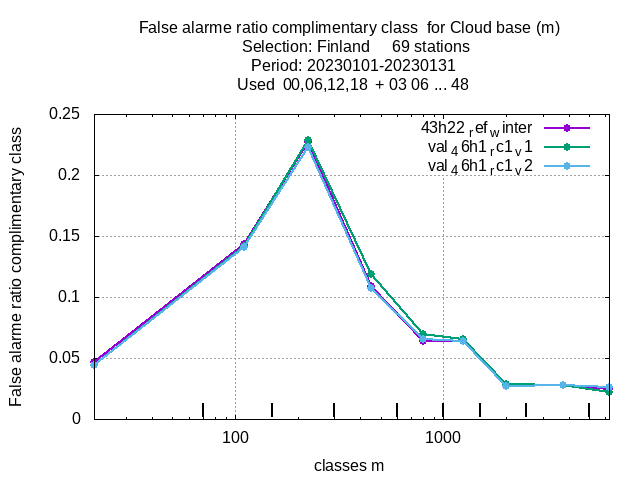 False alarme ratio complimentary class  for Cloud base (m)
Selection: Finland     69 stations
Period: 20230101-20230131
Used  00,06,12,18  + 03 06 ... 48
False alarme ratio complimentary class
0.25
0.2
0.15
0.1
0.05
0
43h22_ref_winter
val_46h1_rc1_v1
val_46h1_rc1_v2
100
1000
classes m